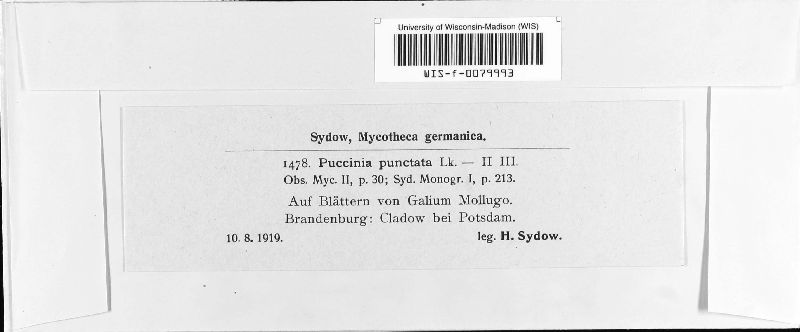 University of Wisconsin-Madison (WIS)
WIS-f-0079993
Sydow, Mycotheca germanica.
1478. Puccinia punctata Lk. — II III.
Obs. Myc. II, p. 30; Syd. Monogr. I, p. 213.
Auf Blättern von Galium Mollugo.
Brandenburg: Cladow bei Potsdam.
10. 8. 1919. leg. H. Sydow.